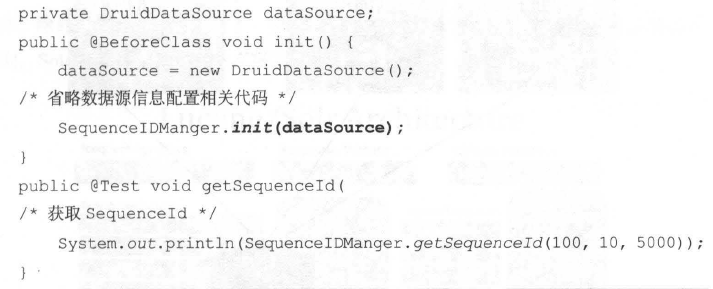 private DruidDataSource dataSource;
public @BeforeClass void init() {
dataSource = new DruidDataSource();
/* 省略数据源信息配置相关代码 */
SequenceIDManger.init(dataSource);
}
public @Test void getSequenceId(
/* 获取 SequenceId */
System.out.println(SequenceIDManger.getSequenceId(100, 10, 5000));
}